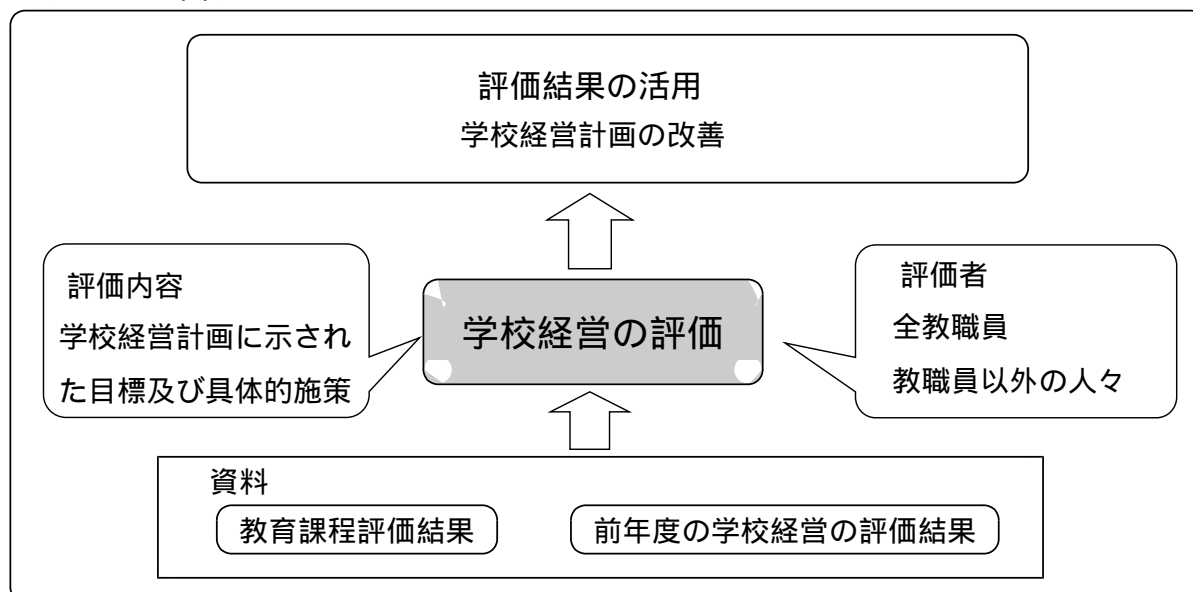 評価結果の活用
学校経営計画の改善
評価内容
学校経営計画に示され
た目標及び具体的施策
学校経営の評価
評価者
全教職員
教職員以外の人々
資料
教育課程評価結果
前年度の学校経営の評価結果